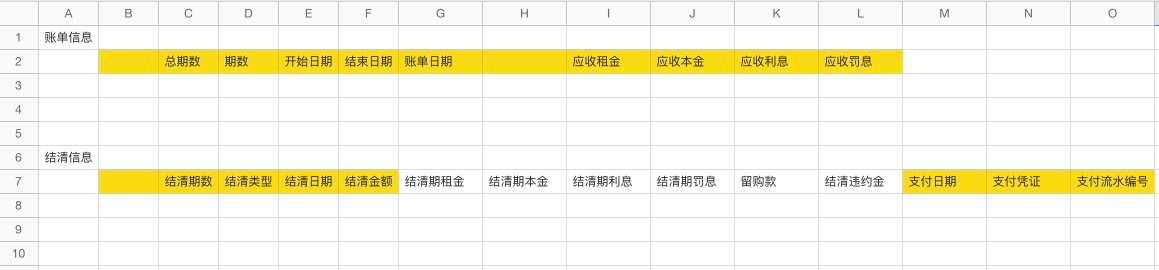 A B C D E F G H I J K L M N O
1 账单信息
2 总期数 期数 开始日期 结束日期 账单日期 应收租金 应收本金 应收利息 应收罚息
3
4
5
6 结清信息
7 结清期数 结清类型 结清日期 结清金额 结清期租金 结清期本金 结清期利息 结清期罚息 留购款 结清违约金 支付日期 支付凭证 支付流水编号
8
9
10